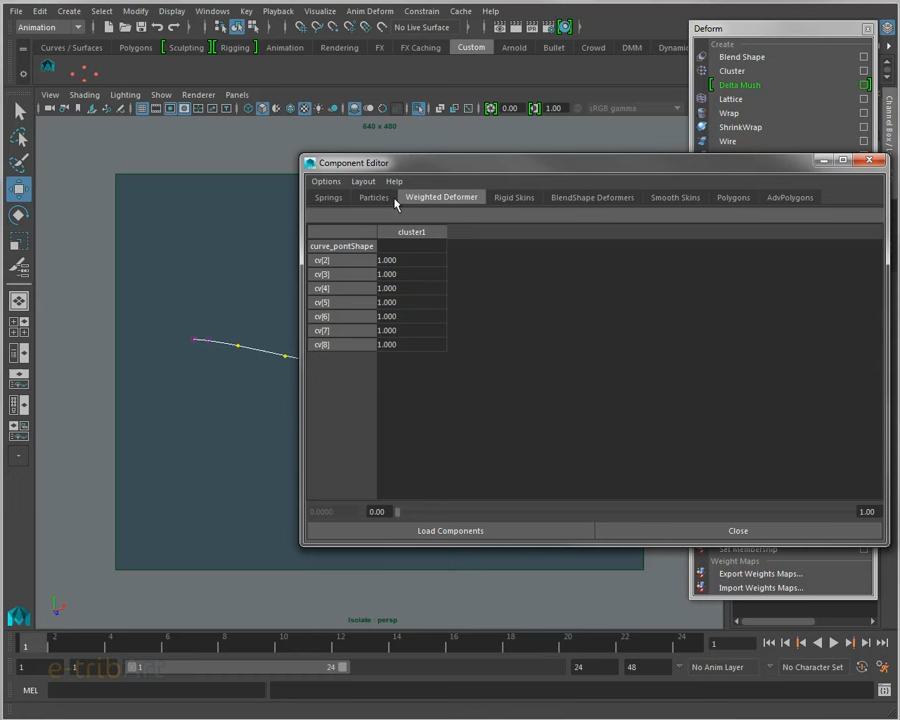 File Edit Create Select Modify Display Windows Key Playback Visualize Anim Deform Constrain Cache Help
Animation No Live Surface
Curves / Surfaces Polygons Sculpting Rigging Animation Rendering FX FX Caching Custom Arnold Bullet Crowd DMM Dynamics
View Shading Lighting Show Renderer Panels
0.00 1.00 sRGB gamma
640 x 480
Deform
Create
Blend Shape
Cluster
Delta Mush
Lattice
Wrap
ShrinkWrap
Wire
Component Editor
Options Layout Help
Springs Particles Weighted Deformer Rigid Skins BlendShape Deformers Smooth Skins Polygons AdvPolygons
cluster1
curve_pontShape
cv[2] 1.000
cv[3] 1.000
cv[4] 1.000
cv[5] 1.000
cv[6] 1.000
cv[7] 1.000
cv[8] 1.000
0.0000 0.00 1.00
Load Components Close
Set Membership
Weight Maps
Export Weights Maps...
Import Weights Maps...
Isolate : persp
1 2 4 6 8 10 12 14 16 18 20 22 24 1
1 1 1 24 24 48 No Anim Layer No Character Set
e-tribArt
MEL